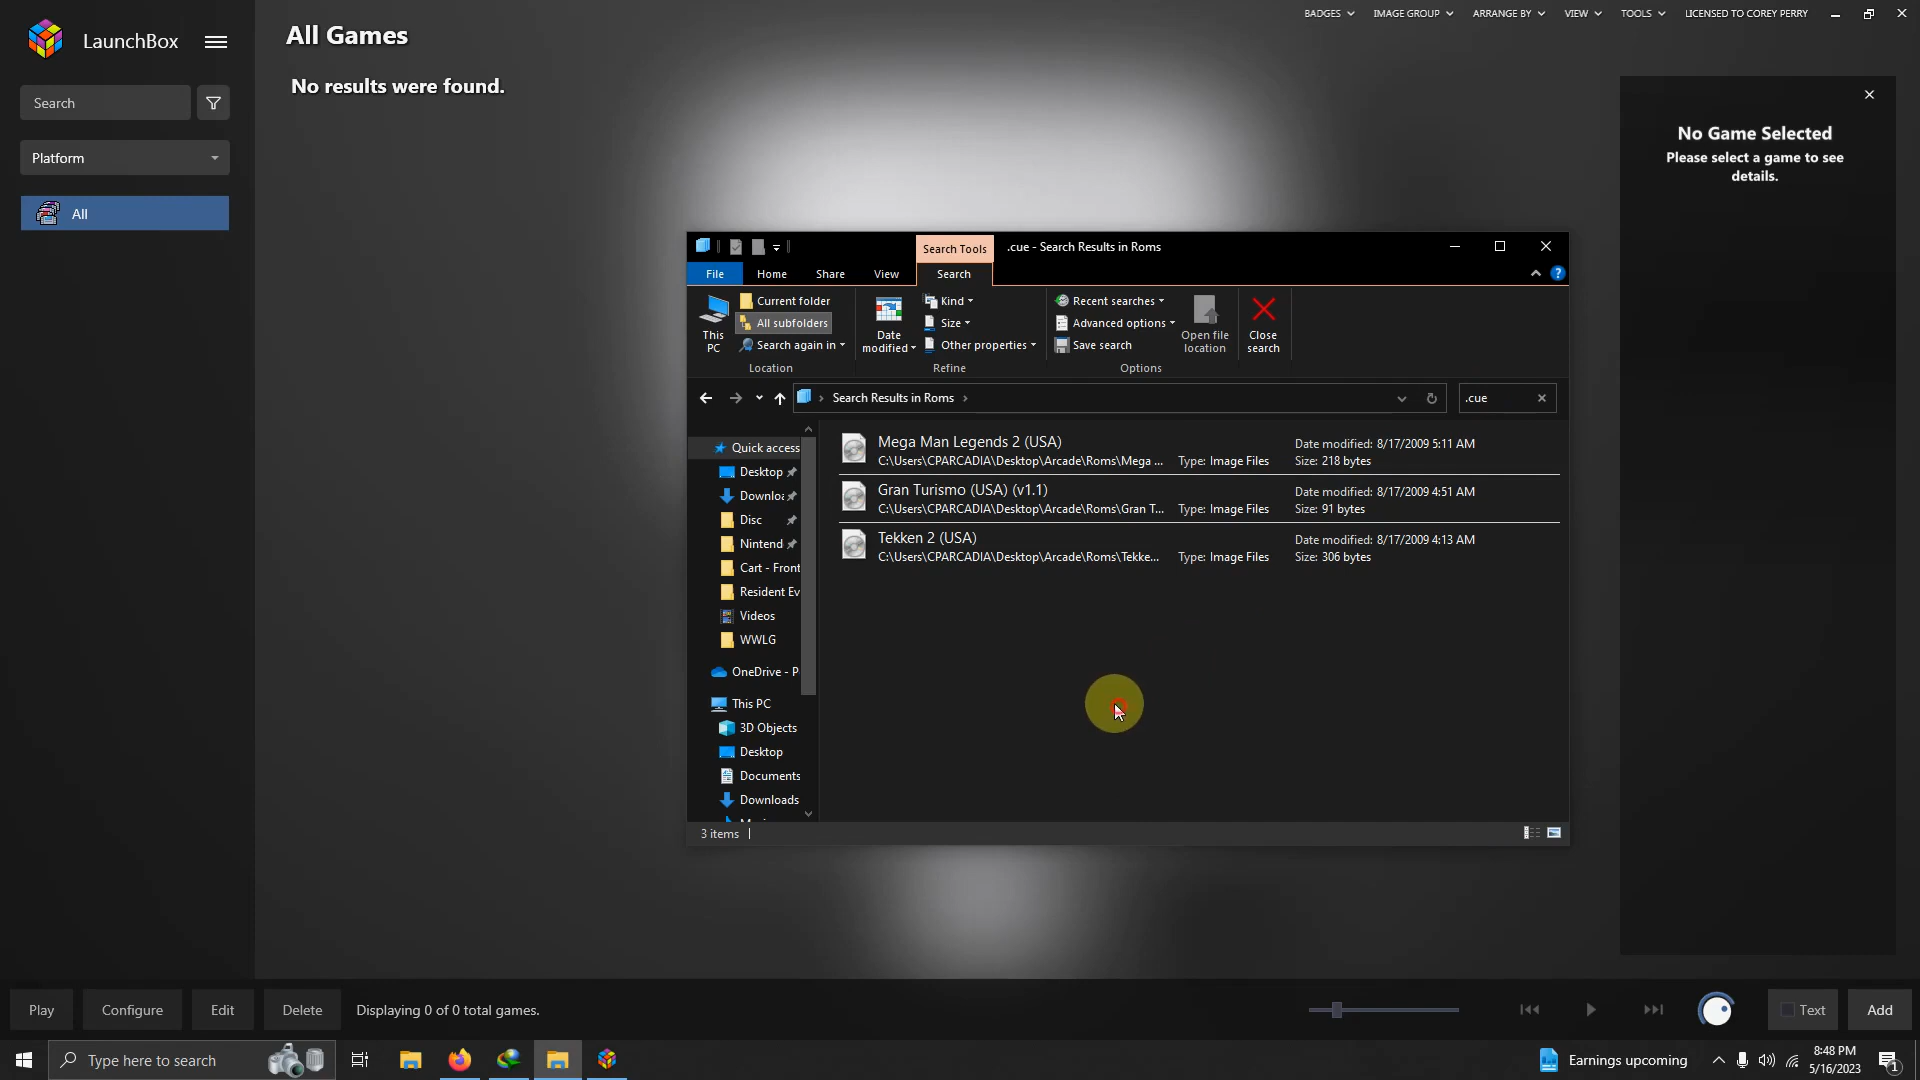 LaunchBox
Search
Platform
All
All Games
No results were found.
BADGES
IMAGE GROUP
ARRANGE BY
VIEW
TOOLS
LICENSED TO COREY PERRY
No Game Selected
Please select a game to see
details.
Search Tools
.cue - Search Results in Roms
File
Home
Share
View
Search
This
PC
Current folder
All subfolders
Search again in
Location
Date
modified
Kind
Size
Other properties
Refine
Recent searches
Advanced options
Save search
Options
Open file
location
Close
search
Search Results in Roms
.cue
Quick access
Desktop
Downloa
Disc
Nintend
Cart - Front
Resident Ev
Videos
WWLG
OneDrive - P
This PC
3D Objects
Desktop
Documents
Downloads
Mega Man Legends 2 (USA)
C:\Users\CPARCADIA\Desktop\Arcade\Roms\Mega ...
Type: Image Files
Date modified: 8/17/2009 5:11 AM
Size: 218 bytes
Gran Turismo (USA) (v1.1)
C:\Users\CPARCADIA\Desktop\Arcade\Roms\Gran T...
Type: Image Files
Date modified: 8/17/2009 4:51 AM
Size: 91 bytes
Tekken 2 (USA)
C:\Users\CPARCADIA\Desktop\Arcade\Roms\Tekke...
Type: Image Files
Date modified: 8/17/2009 4:13 AM
Size: 306 bytes
3 items
Play
Configure
Edit
Delete
Displaying 0 of 0 total games.
Text
Add
Type here to search
Earnings upcoming
8:48 PM
5/16/2023
1